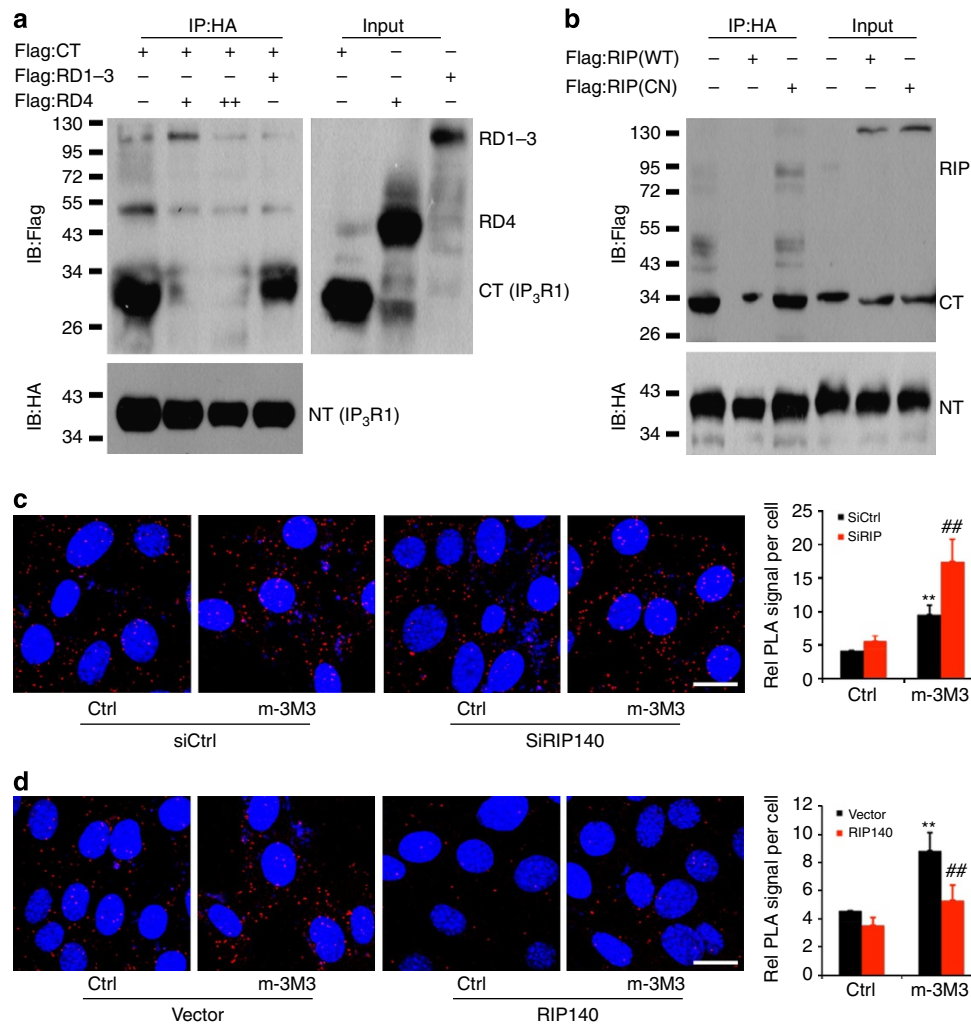 a
IP:HA Input
Flag:CT + + + + + – –
Flag:RD1–3 – – – + – – +
Flag:RD4 – + ++ – – + –
IB:Flag
130
95
72
55
43
34
26
RD1–3
RD4
CT (IP3R1)
IB:HA
43
34
NT (IP3R1)
b
IP:HA Input
Flag:RIP(WT) – + – – + –
Flag:RIP(CN) – – + – – +
IB:Flag
130
95
72
55
43
34
26
RIP
CT
IB:HA
43
34
NT
c
Ctrl m-3M3 Ctrl m-3M3
siCtrl SiRIP140
Rel PLA signal per cell
25
20
15
10
5
0
SiCtrl
SiRIP
**
##
Ctrl m-3M3
d
Ctrl m-3M3 Ctrl m-3M3
Vector RIP140
Rel PLA signal per cell
12
10
8
6
4
2
0
Vector
RIP140
**
##
Ctrl m-3M3